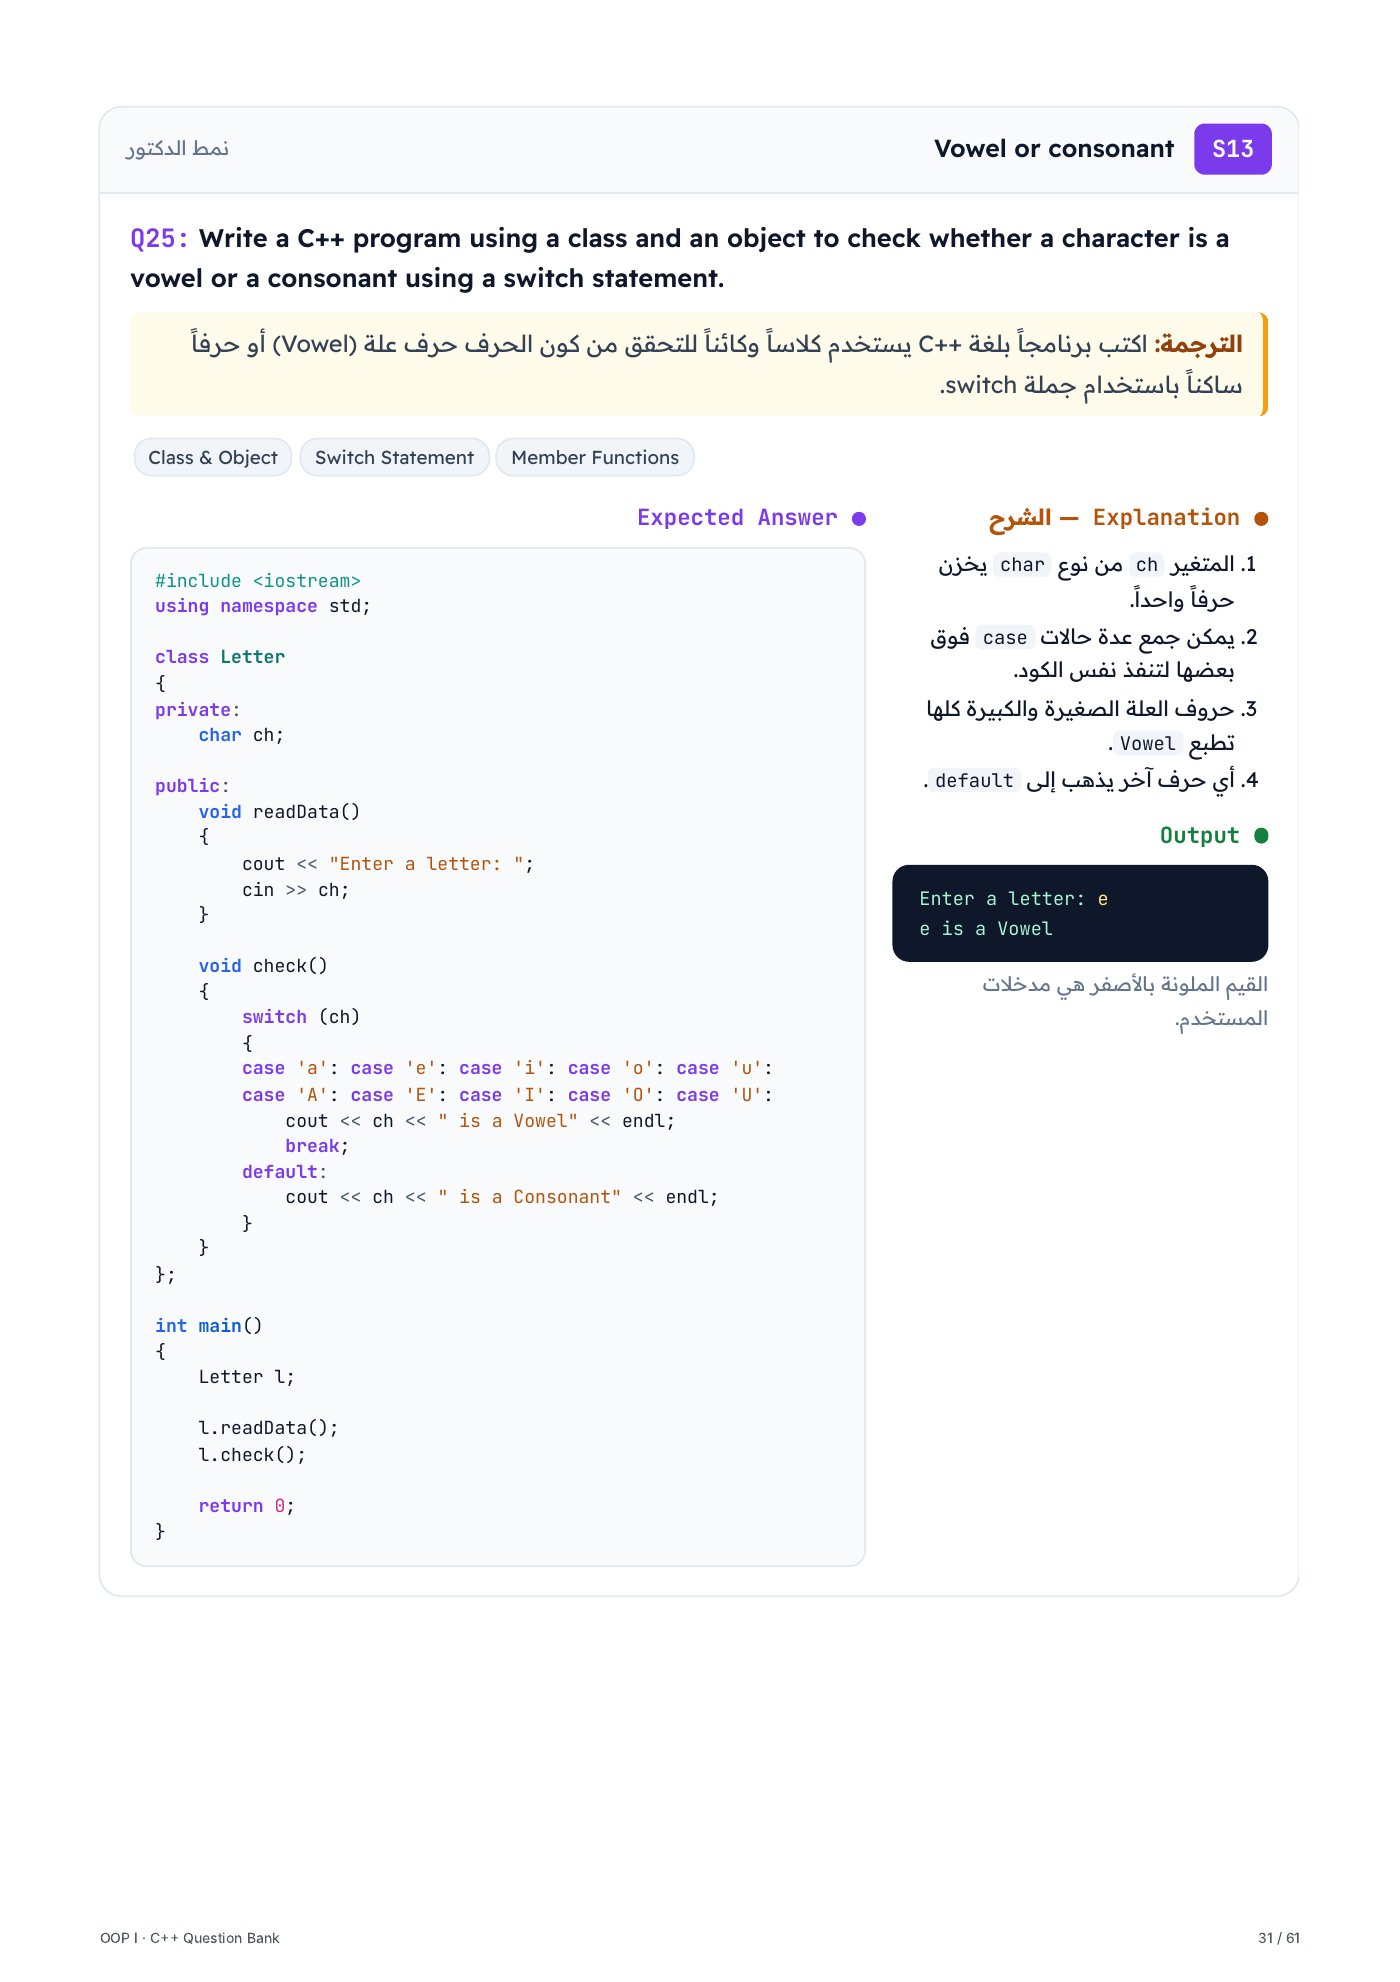 S13 Vowel or consonant
نمط الدكتور
Q25: Write a C++ program using a class and an object to check whether a character is a
vowel or a consonant using a switch statement.
الترجمة: اكتب برنامجاً بلغة C++ يستخدم كلاساً وكائناً للتحقق من كون الحرف حرف علة (Vowel) أو حرفاً
ساكناً باستخدام جملة switch.
Class & Object
Switch Statement
Member Functions
Explanation — الشرح
1. المتغير ch من نوع char يخزن
حرفاً واحداً.
2. يمكن جمع عدة حالات case فوق
بعضها لتنفذ نفس الكود.
3. حروف العلة الصغيرة والكبيرة كلها
تطبع Vowel.
4. أي حرف آخر يذهب إلى default.
Output
Enter a letter: e
e is a Vowel
القيم الملونة بالأصفر هي مدخلات
المستخدم.
Expected Answer
#include <iostream>
using namespace std;

class Letter
{
private:
    char ch;

public:
    void readData()
    {
        cout << "Enter a letter: ";
        cin >> ch;
    }

    void check()
    {
        switch (ch)
        {
        case 'a': case 'e': case 'i': case 'o': case 'u':
        case 'A': case 'E': case 'I': case 'O': case 'U':
            cout << ch << " is a Vowel" << endl;
            break;
        default:
            cout << ch << " is a Consonant" << endl;
        }
    }
};

int main()
{
    Letter l;

    l.readData();
    l.check();

    return 0;
}
OOP I · C++ Question Bank
31 / 61